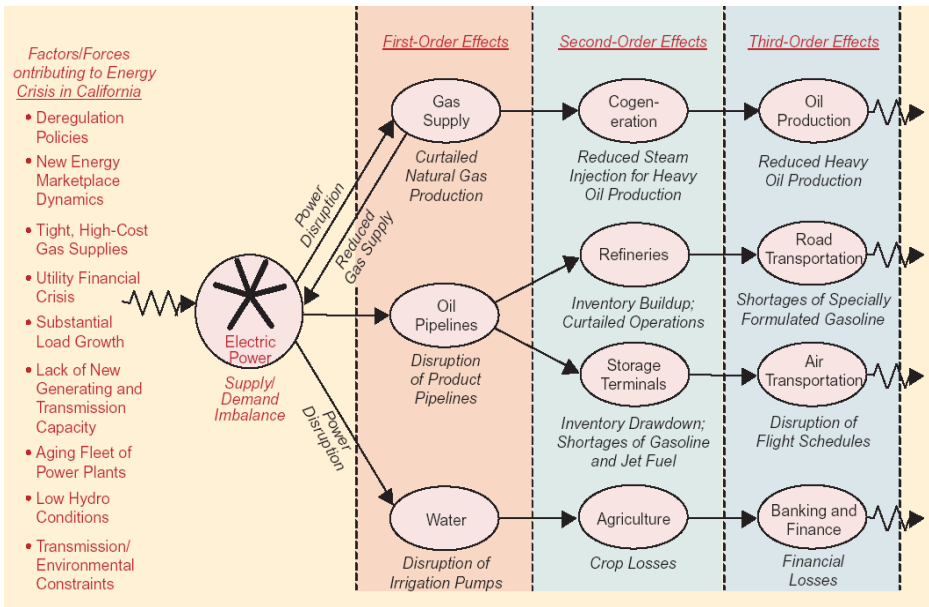 Factors/Forces
ontributing to Energy
Crisis in California
• Deregulation
Policies
• New Energy
Marketplace
Dynamics
• Tight, High-Cost
Gas Supplies
• Utility Financial
Crisis
• Substantial
Load Growth
• Lack of New
Generating and
Transmission
Capacity
• Aging Fleet of
Power Plants
• Low Hydro
Conditions
• Transmission/
Environmental
Constraints
Electric
Power
Supply/
Demand
Imbalance
Power
Disruption
Reduced
Gas Supply
Power
Disruption
First-Order Effects
Gas
Supply
Curtailed
Natural Gas
Production
Oil
Pipelines
Disruption
of Product
Pipelines
Water
Disruption of
Irrigation Pumps
Second-Order Effects
Cogen-
eration
Reduced Steam
Injection for Heavy
Oil Production
Refineries
Inventory Buildup;
Curtailed Operations
Storage
Terminals
Inventory Drawdown;
Shortages of Gasoline
and Jet Fuel
Agriculture
Crop Losses
Third-Order Effects
Oil
Production
Reduced Heavy
Oil Production
Road
Transportation
Shortages of Specially
Formulated Gasoline
Air
Transportation
Disruption of
Flight Schedules
Banking and
Finance
Financial
Losses